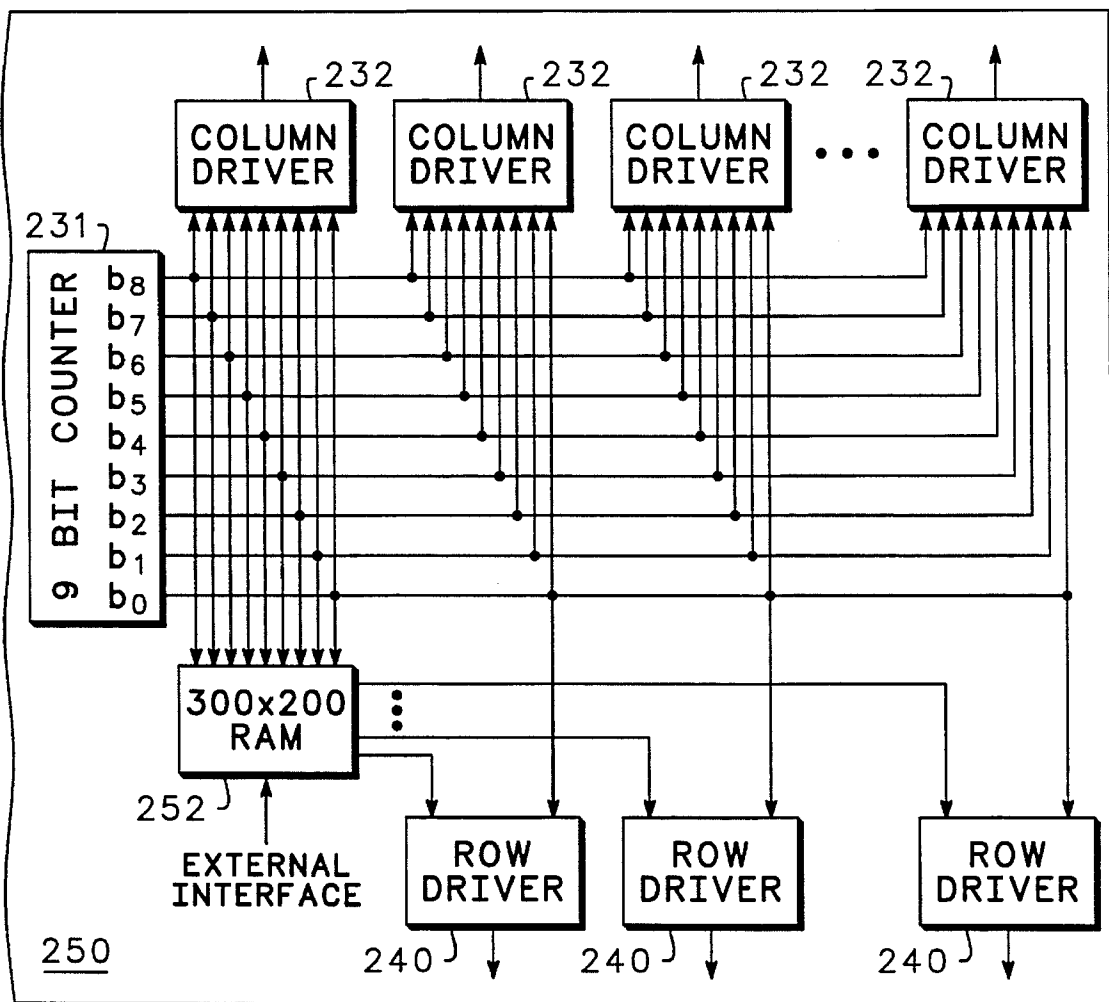 232 232 232 232
COLUMN DRIVER
COLUMN DRIVER
COLUMN DRIVER
COLUMN DRIVER
231
9 BIT COUNTER
b8
b7
b6
b5
b4
b3
b2
b1
b0
300x200
RAM
252
EXTERNAL
INTERFACE
ROW
DRIVER
ROW
DRIVER
ROW
DRIVER
240 240 240
250